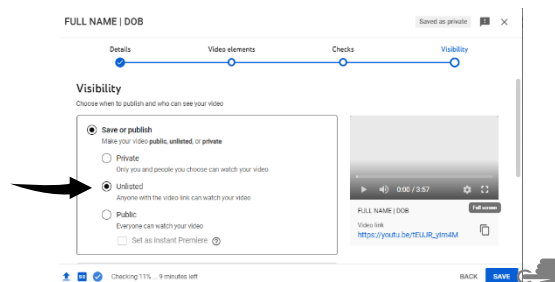 FULL NAME | DOB
Saved as private
Details
Video elements
Checks
Visibility
Visibility
Choose when to publish and who can see your video
Save or publish
Make your video public, unlisted, or private
Private
Only you and people you choose can watch your video
Unlisted
Anyone with the video link can watch your video
Public
Everyone can watch your video
Set as Instant Premiere
0:00 / 3:57
Full screen
FULL NAME | DOB
Video link
https://youtu.be/tEUJR_yim4M
Checking 11% ... 9 minutes left
BACK
SAVE